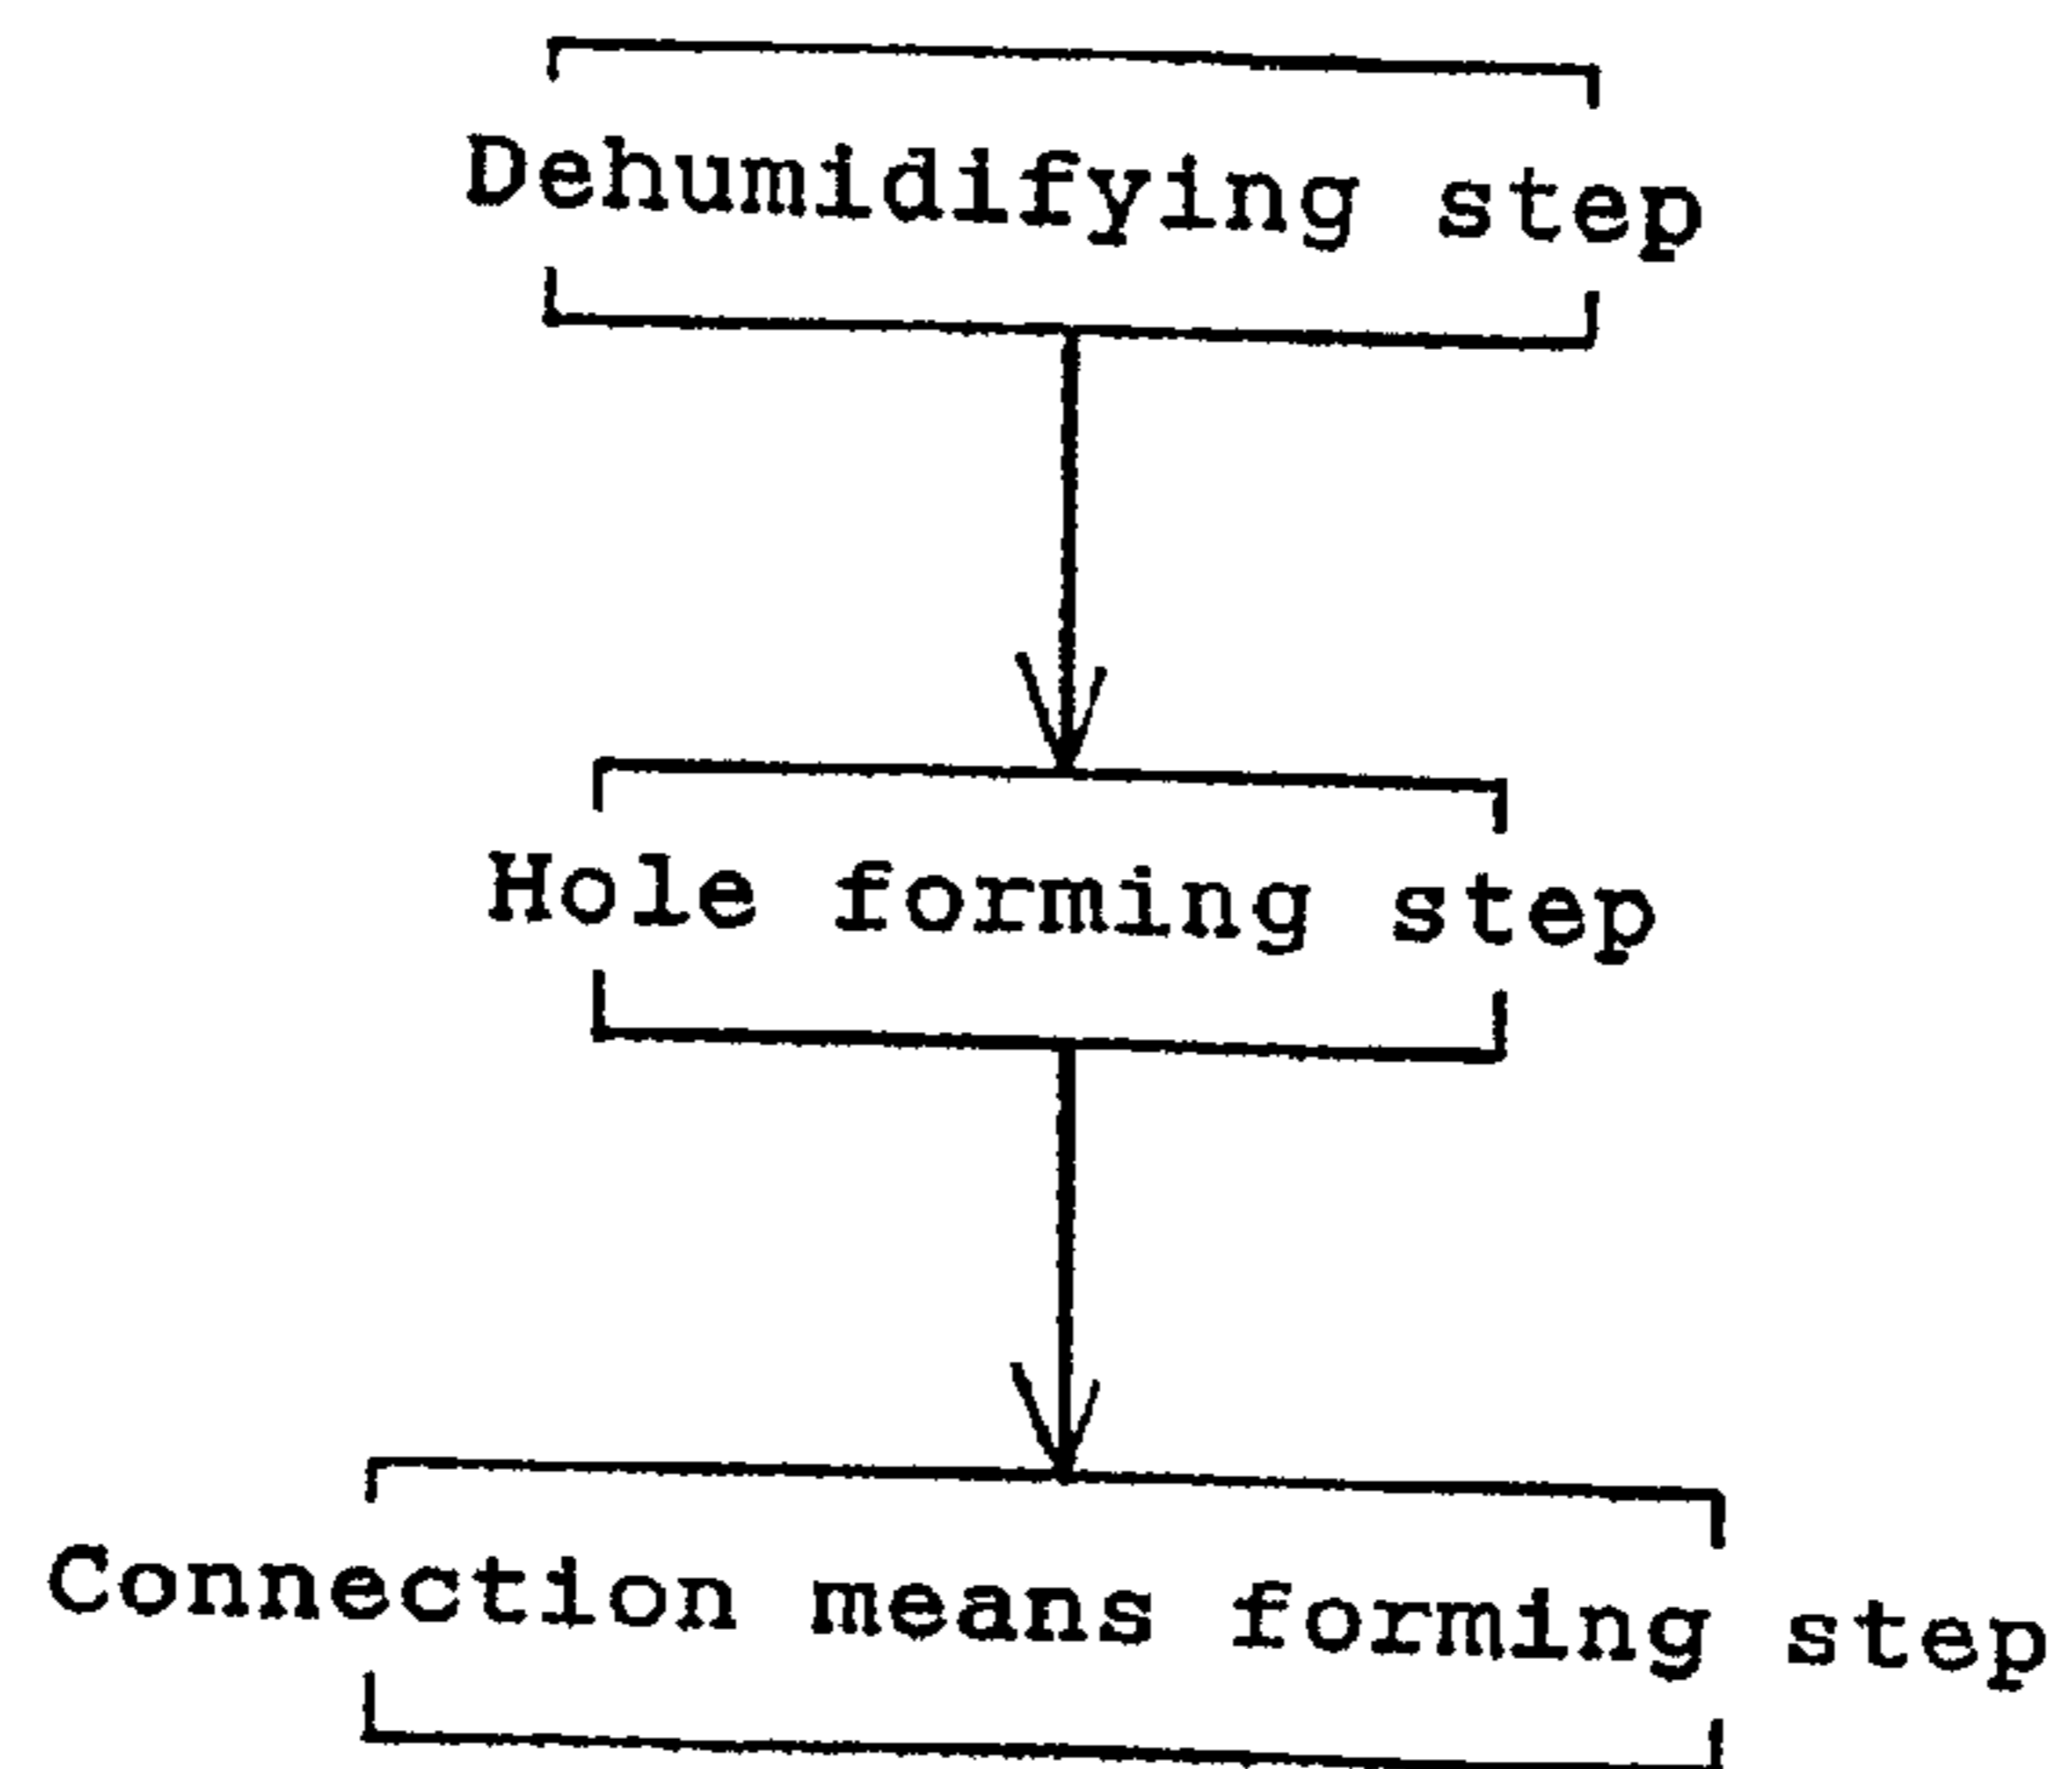 Dehumidifying step
Hole forming step
Connection means forming step